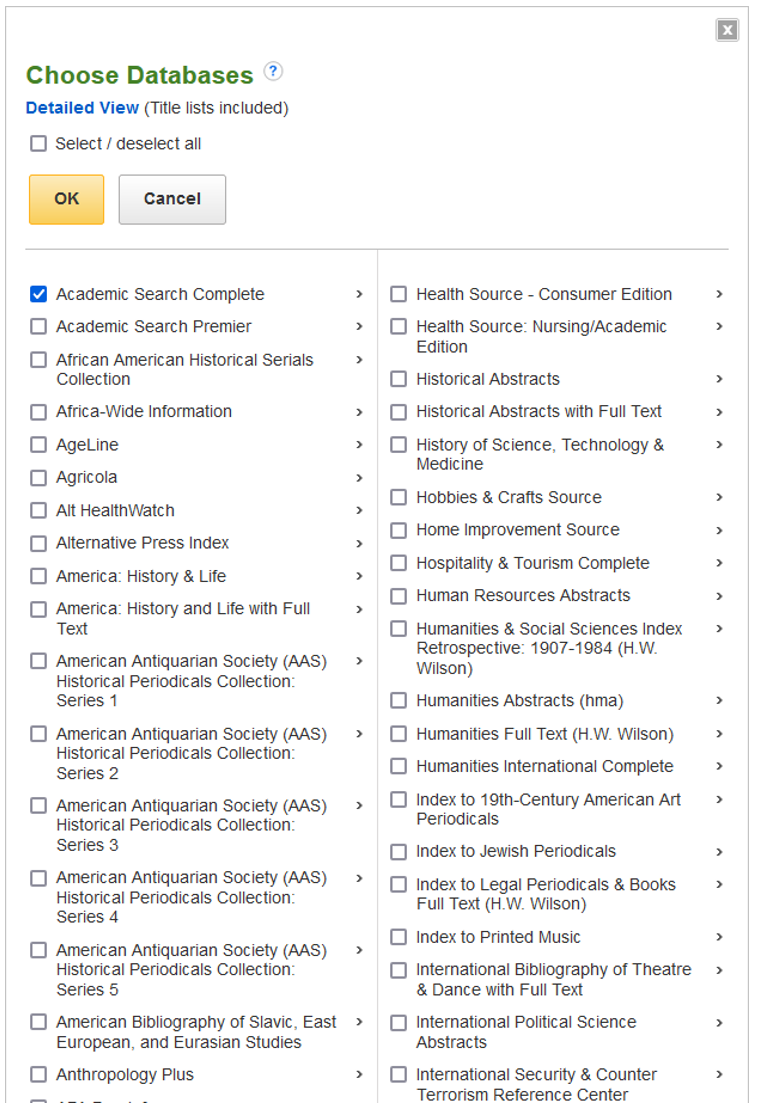 x
Choose Databases ?
Detailed View (Title lists included)
Select / deselect all
OK
Cancel
Academic Search Complete
Academic Search Premier
African American Historical Serials
Collection
Africa-Wide Information
AgeLine
Agricola
Alt HealthWatch
Alternative Press Index
America: History & Life
America: History and Life with Full
Text
American Antiquarian Society (AAS)
Historical Periodicals Collection:
Series 1
American Antiquarian Society (AAS)
Historical Periodicals Collection:
Series 2
American Antiquarian Society (AAS)
Historical Periodicals Collection:
Series 3
American Antiquarian Society (AAS)
Historical Periodicals Collection:
Series 4
American Antiquarian Society (AAS)
Historical Periodicals Collection:
Series 5
American Bibliography of Slavic, East
European, and Eurasian Studies
Anthropology Plus
Health Source - Consumer Edition
Health Source: Nursing/Academic
Edition
Historical Abstracts
Historical Abstracts with Full Text
History of Science, Technology &
Medicine
Hobbies & Crafts Source
Home Improvement Source
Hospitality & Tourism Complete
Human Resources Abstracts
Humanities & Social Sciences Index
Retrospective: 1907-1984 (H.W.
Wilson)
Humanities Abstracts (hma)
Humanities Full Text (H.W. Wilson)
Humanities International Complete
Index to 19th-Century American Art
Periodicals
Index to Jewish Periodicals
Index to Legal Periodicals & Books
Full Text (H.W. Wilson)
Index to Printed Music
International Bibliography of Theatre
& Dance with Full Text
International Political Science
Abstracts
International Security & Counter
Terrorism Reference Center